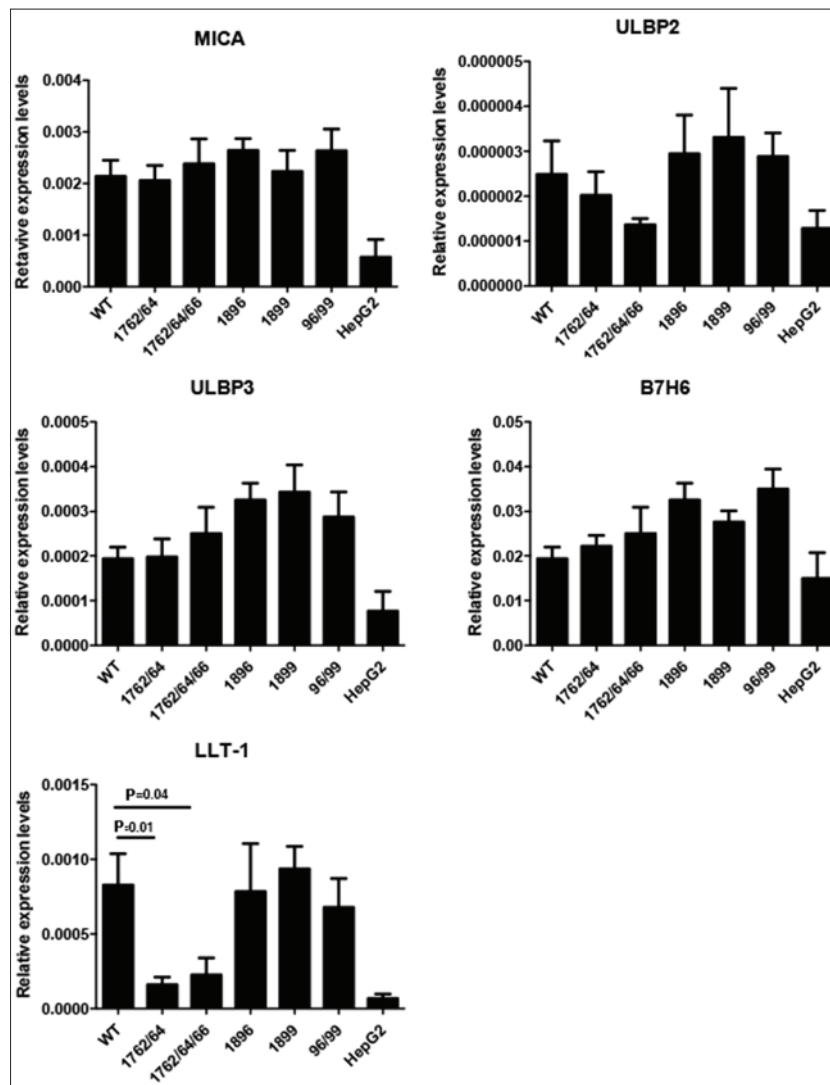 MICA
Retavive expression levels
0.004
0.003
0.002
0.001
0.000
WT
1762/64
1762/64/66
1896
1899
96/99
HepG2
ULBP2
Relative expression levels
0.000005
0.000004
0.000003
0.000002
0.000001
0.000000
WT
1762/64
1762/64/66
1896
1899
96/99
HepG2
ULBP3
Relative expression levels
0.0005
0.0004
0.0003
0.0002
0.0001
0.0000
WT
1762/64
1762/64/66
1896
1899
96/99
HepG2
B7H6
Relative expression levels
0.05
0.04
0.03
0.02
0.01
0.00
WT
1762/64
1762/64/66
1896
1899
96/99
HepG2
LLT-1
Relative expression levels
0.0015
0.0010
0.0005
0.0000
P=0.04
P=0.01
WT
1762/64
1762/64/66
1896
1899
96/99
HepG2